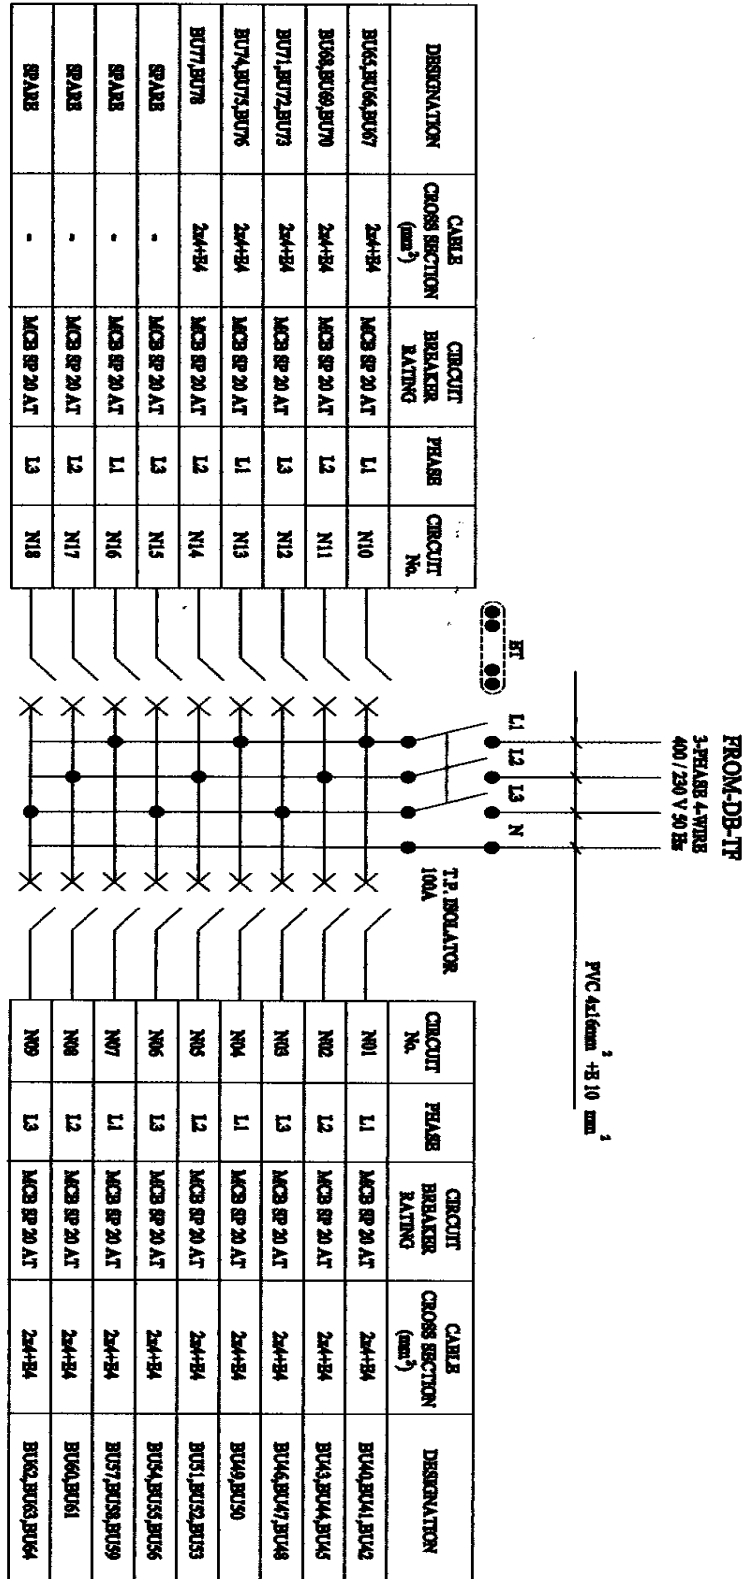 FROM-DB-TF
3-PHASE 4-WIRE
400 / 230 V 50 Hz
PVC 4x16mm² +E 10 mm²
ET
L1
L2
L3
N
T.P. ISOLATOR
100A
DESIGNATION
CABLE
CROSS SECTION
(mm²)
CIRCUIT
BREAKER
RATING
PHASE
CIRCUIT
No.
BU65,BU66,BU67 2x4+E4 MCB SP 20 AT L1 N10
BU68,BU69,BU70 2x4+E4 MCB SP 20 AT L2 N11
BU71,BU72,BU73 2x4+E4 MCB SP 20 AT L3 N12
BU74,BU75,BU76 2x4+E4 MCB SP 20 AT L1 N13
BU77,BU78 2x4+E4 MCB SP 20 AT L2 N14
SPARE - MCB SP 20 AT L3 N15
SPARE - MCB SP 20 AT L1 N16
SPARE - MCB SP 20 AT L2 N17
SPARE - MCB SP 20 AT L3 N18
CIRCUIT
No.
PHASE
CIRCUIT
BREAKER
RATING
CABLE
CROSS SECTION
(mm²)
DESIGNATION
N01 L1 MCB SP 20 AT 2x4+E4 BU40,BU41,BU42
N02 L2 MCB SP 20 AT 2x4+E4 BU43,BU44,BU45
N03 L3 MCB SP 20 AT 2x4+E4 BU46,BU47,BU48
N04 L1 MCB SP 20 AT 2x4+E4 BU49,BU50
N05 L2 MCB SP 20 AT 2x4+E4 BU51,BU52,BU53
N06 L3 MCB SP 20 AT 2x4+E4 BU54,BU55,BU56
N07 L1 MCB SP 20 AT 2x4+E4 BU57,BU58,BU59
N08 L2 MCB SP 20 AT 2x4+E4 BU60,BU61
N09 L3 MCB SP 20 AT 2x4+E4 BU62,BU63,BU64